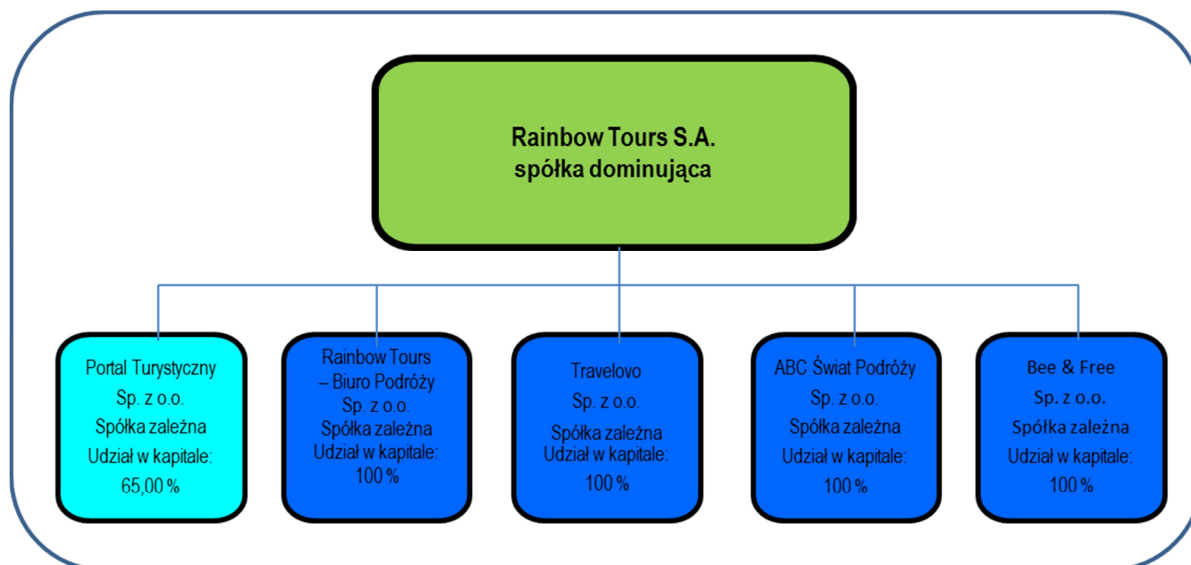 Rainbow Tours S.A.
spółka dominująca
Portal Turystyczny
Sp. z o.o.
Spółka zależna
Udział w kapitale:
65,00 %
Rainbow Tours
– Biuro Podróży
Sp. z o.o.
Spółka zależna
Udział w kapitale:
100 %
Travelovo
Sp. z o.o.
Spółka zależna
Udział w kapitale:
100 %
ABC Świat Podróży
Sp. z o.o.
Spółka zależna
Udział w kapitale:
100 %
Bee & Free
Sp. z o.o.
Spółka zależna
Udział w kapitale:
100 %